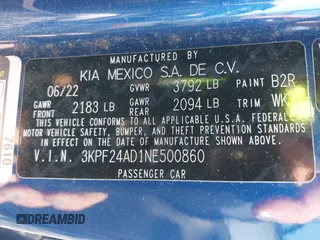 MANUFACTURED BY
KIA MEXICO S.A. DE C.V.
06/22 GVWR 3792 LB PAINT B2R
GAWR FRONT 2183 LB GAWR REAR 2094 LB TRIM WK
THIS VEHICLE CONFORMS TO ALL APPLICABLE U.S. FEDERAL
MOTOR VEHICLE SAFETY, BUMPER, AND THEFT PREVENTION STANDARDS
IN EFFECT ON THE DATE OF MANUFACTURE SHOWN ABOVE.
V.I.N. 3KPF24AD1NE500860
PASSENGER CAR
7610
DREAMBID